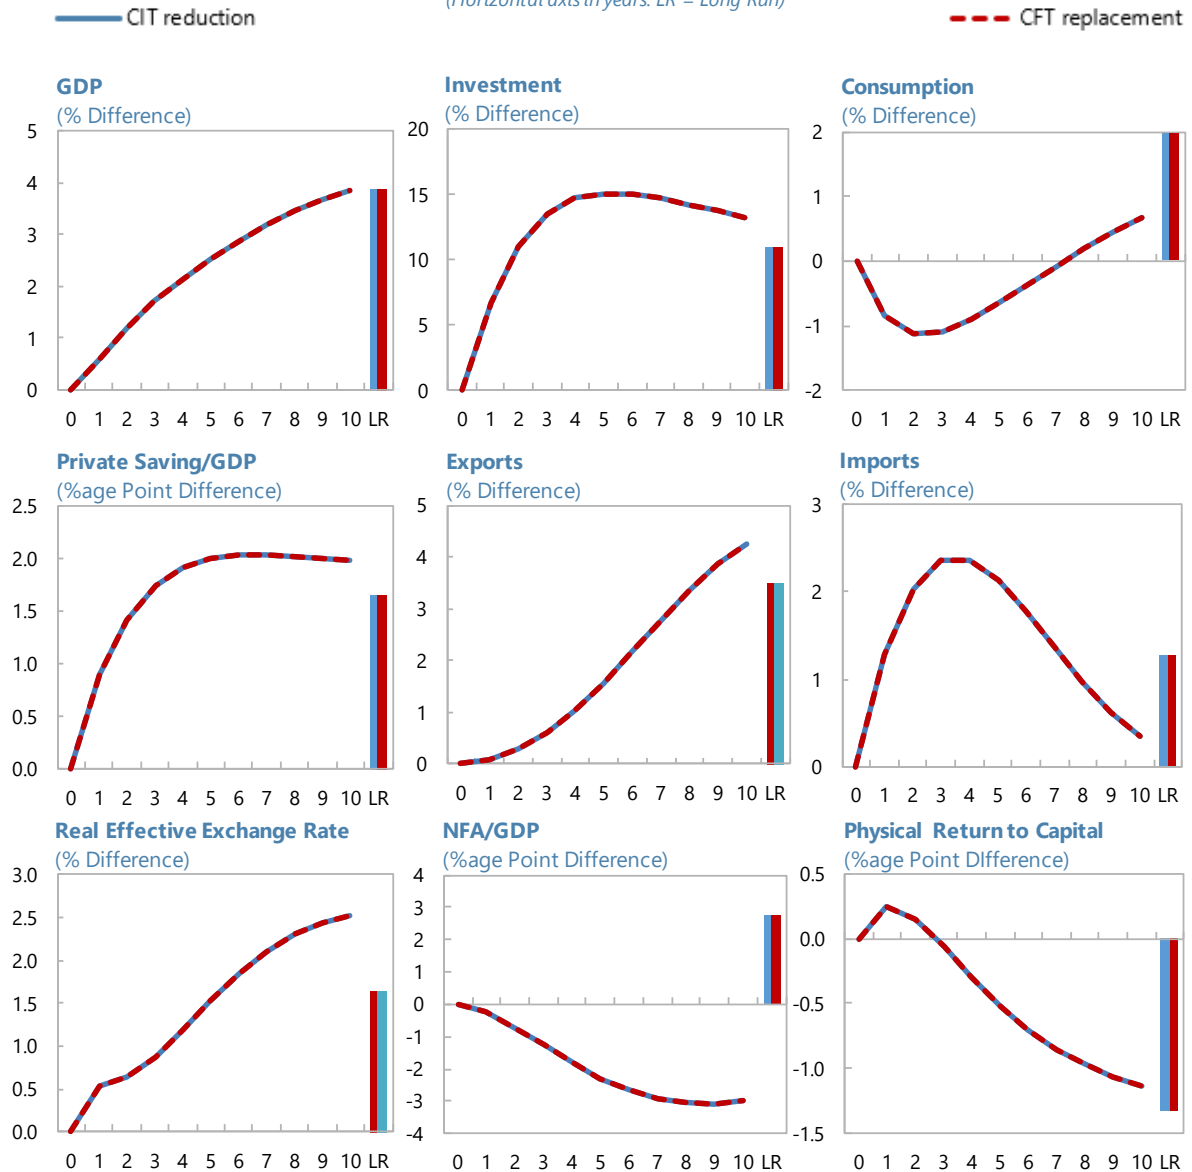 (Horizontal axis in years. LR = Long Run)
CIT reduction
CFT replacement
GDP
(% Difference)
5
4
3
2
1
0
0 1 2 3 4 5 6 7 8 9 10 LR
Investment
(% Difference)
20
15
10
5
0
0 1 2 3 4 5 6 7 8 9 10 LR
Consumption
(% Difference)
2
1
0
-1
-2
0 1 2 3 4 5 6 7 8 9 10 LR
Private Saving/GDP
(%age Point Difference)
2.5
2.0
1.5
1.0
0.5
0.0
0 1 2 3 4 5 6 7 8 9 10 LR
Exports
(% Difference)
5
4
3
2
1
0
0 1 2 3 4 5 6 7 8 9 10 LR
Imports
(% Difference)
3
2
1
0
0 1 2 3 4 5 6 7 8 9 10 LR
Real Effective Exchange Rate
(% Difference)
3.0
2.5
2.0
1.5
1.0
0.5
0.0
0 1 2 3 4 5 6 7 8 9 10 LR
NFA/GDP
(%age Point Difference)
4
3
2
1
0
-1
-2
-3
-4
0 1 2 3 4 5 6 7 8 9 10 LR
Physical Return to Capital
(%age Point DIfference)
0.5
0.0
-0.5
-1.0
-1.5
0 1 2 3 4 5 6 7 8 9 10 LR